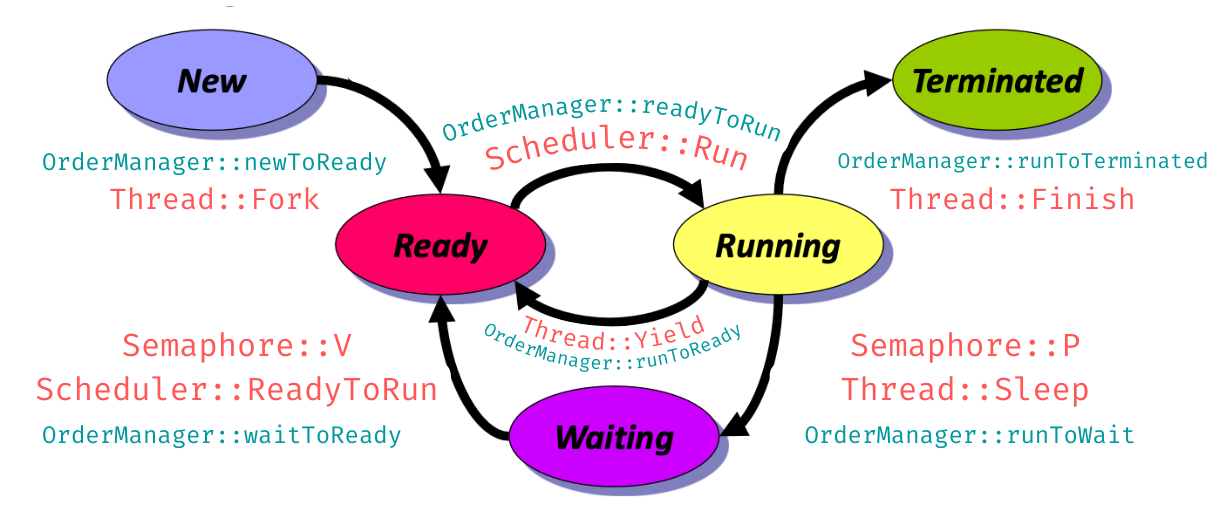 New
Terminated
OrderManager::readyToRun
Scheduler::Run
OrderManager::newToReady
Thread::Fork
OrderManager::runToTerminated
Thread::Finish
Ready
Running
Thread::Yield
OrderManager::runToReady
Semaphore::V
Scheduler::ReadyToRun
OrderManager::waitToReady
Semaphore::P
Thread::Sleep
OrderManager::runToWait
Waiting